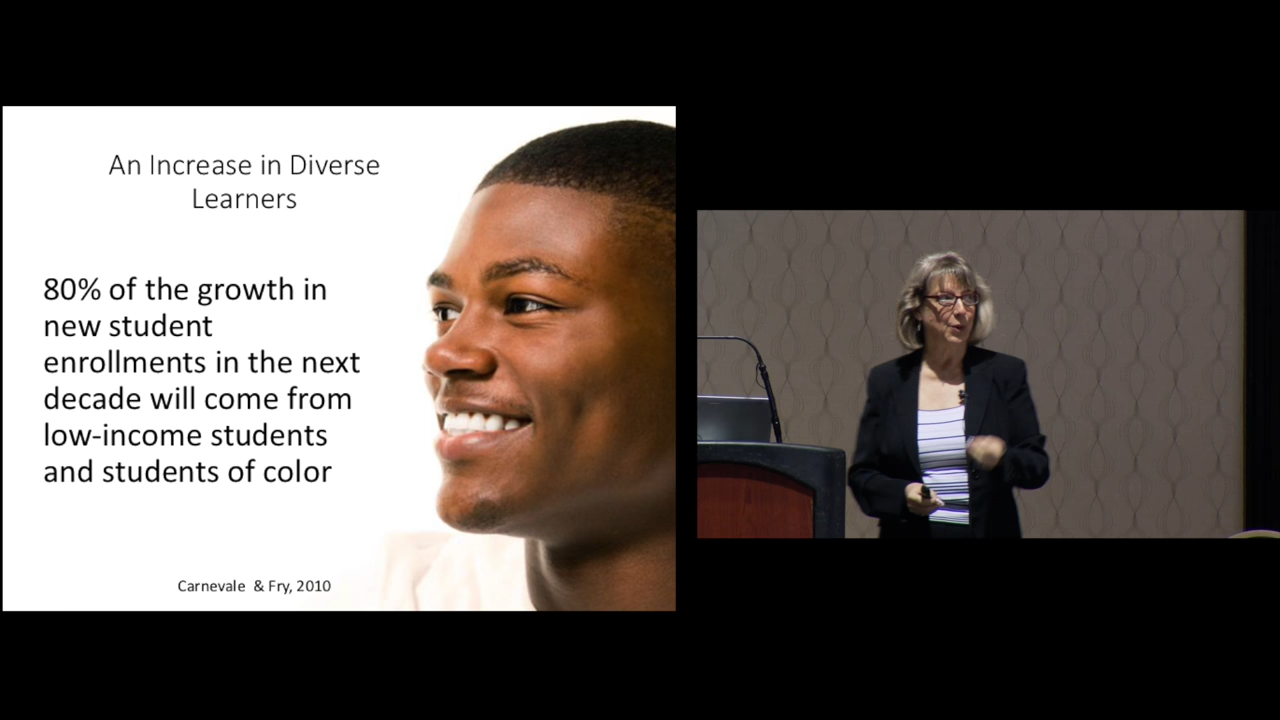 An Increase in Diverse
Learners
80% of the growth in
new student
enrollments in the next
decade will come from
low-income students
and students of color
Carnevale & Fry, 2010